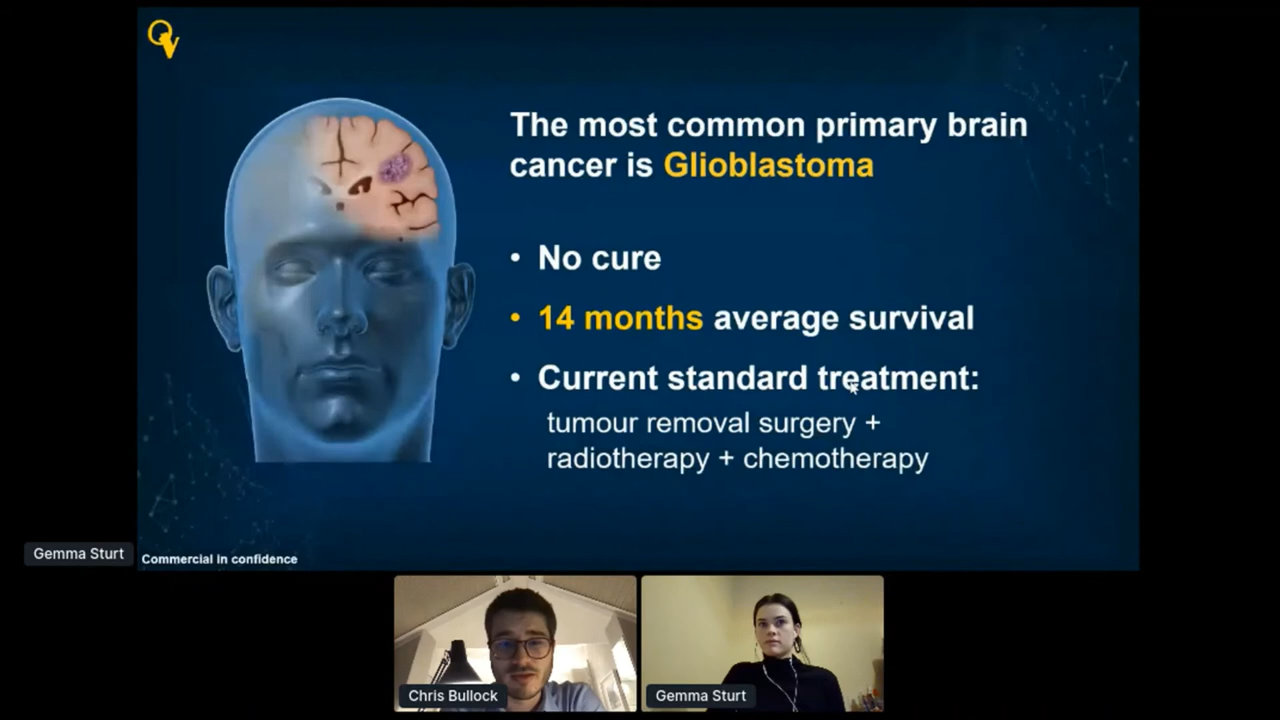 QV
The most common primary brain
cancer is Glioblastoma
• No cure
• 14 months average survival
• Current standard treatment:
tumour removal surgery +
radiotherapy + chemotherapy
Gemma Sturt
Commercial in confidence
Chris Bullock
Gemma Sturt